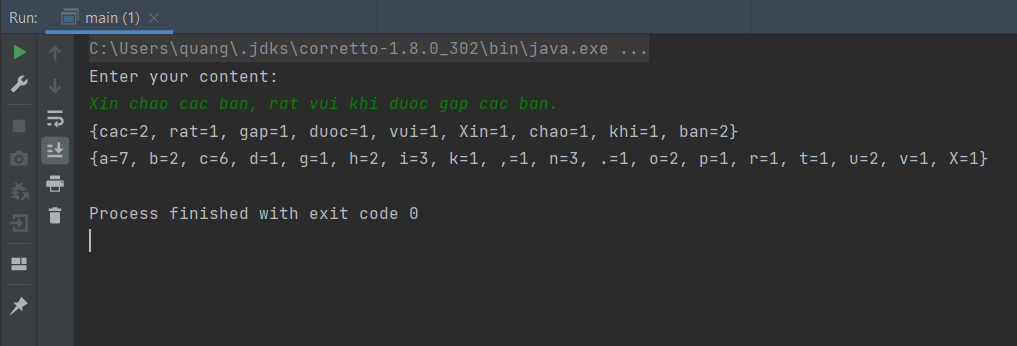 Run: main (1)
C:\Users\quang\.jdks\corretto-1.8.0_302\bin\java.exe ...
Enter your content:
Xin chao cac ban, rat vui khi duoc gap cac ban.
{cac=2, rat=1, gap=1, duoc=1, vui=1, Xin=1, chao=1, khi=1, ban=2}
{a=7, b=2, c=6, d=1, g=1, h=2, i=3, k=1, ,=1, n=3, .=1, o=2, p=1, r=1, t=1, u=2, v=1, X=1}
Process finished with exit code 0